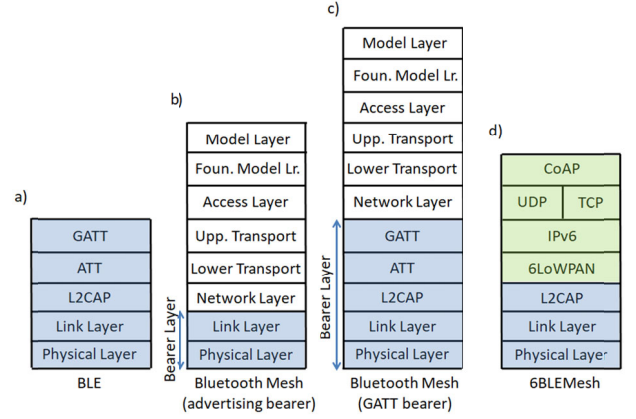 a)
GATT
ATT
L2CAP
Link Layer
Physical Layer
BLE
b)
Model Layer
Foun. Model Lr.
Access Layer
Upp. Transport
Lower Transport
Network Layer
Link Layer
Physical Layer
Bearer Layer
Bluetooth Mesh
(advertising bearer)
c)
Model Layer
Foun. Model Lr.
Access Layer
Upp. Transport
Lower Transport
Network Layer
GATT
ATT
L2CAP
Link Layer
Physical Layer
Bearer Layer
Bluetooth Mesh
(GATT bearer)
d)
CoAP
UDP TCP
IPv6
6LoWPAN
L2CAP
Link Layer
Physical Layer
6BLEMesh